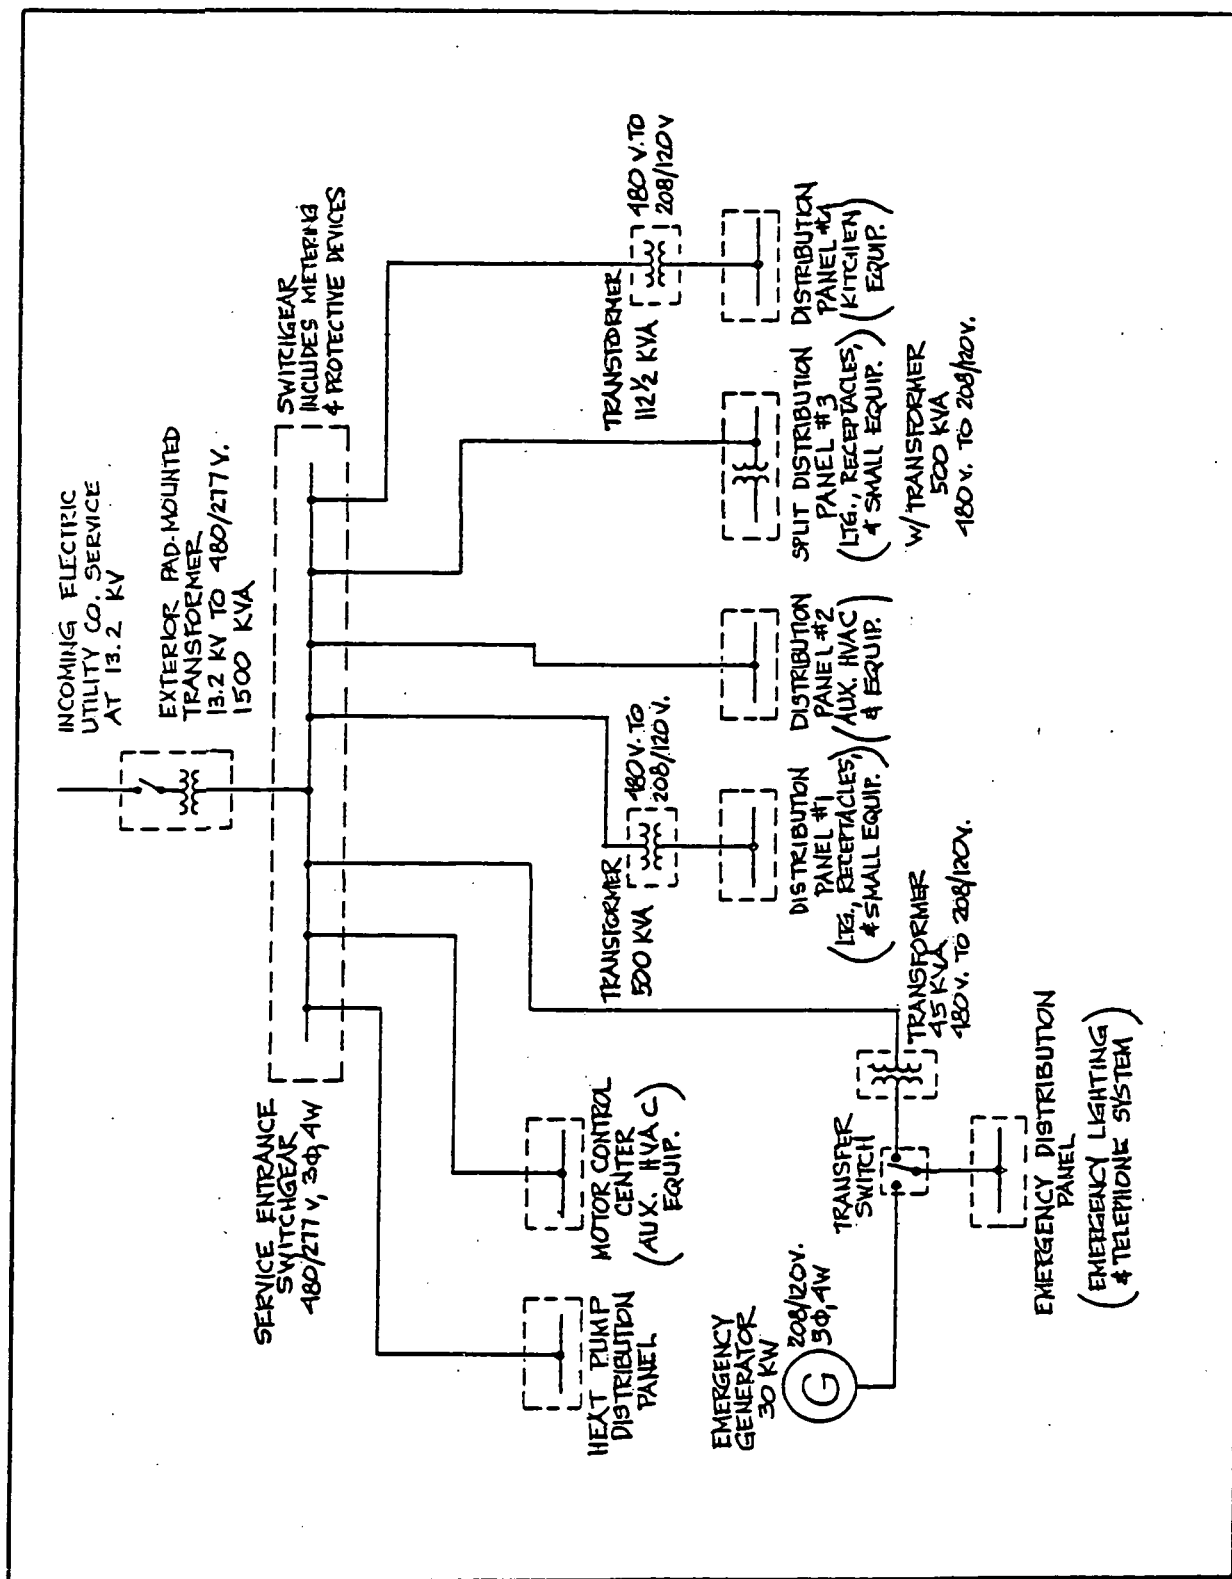 INCOMING ELECTRIC
UTILITY CO. SERVICE
AT 13.2 KV
EXTERIOR PAD-MOUNTED
TRANSFORMER
13.2 KV TO 480/277 V.
1500 KVA
SERVICE ENTRANCE
SWITCHGEAR
480/277 V, 3Φ, 4W
SWITCHGEAR
INCLUDES METERING
& PROTECTIVE DEVICES
HEAT PUMP
DISTRIBUTION
PANEL
MOTOR CONTROL
CENTER
(AUX. HVAC)
EQUIP.
TRANSFORMER
500 KVA
480 V. TO
208/120 V.
DISTRIBUTION
PANEL #1
(LTG., RECEPTACLES,
& SMALL EQUIP.)
DISTRIBUTION
PANEL #2
(AUX. HVAC
& EQUIP.)
SPLIT DISTRIBUTION
PANEL #3
(LTG., RECEPTACLES,
& SMALL EQUIP.)
W/ TRANSFORMER
500 KVA
480 V. TO 208/120V.
TRANSFORMER
112½ KVA
480 V. TO
208/120V
DISTRIBUTION
PANEL #4
(KITCHEN
EQUIP.)
EMERGENCY
GENERATOR
30 KW
208/120V.
3Φ, 4W
G
TRANSFER
SWITCH
TRANSFORMER
45 KVA
480 V. TO 208/120V.
EMERGENCY DISTRIBUTION
PANEL
(EMERGENCY LIGHTING
& TELEPHONE SYSTEM)